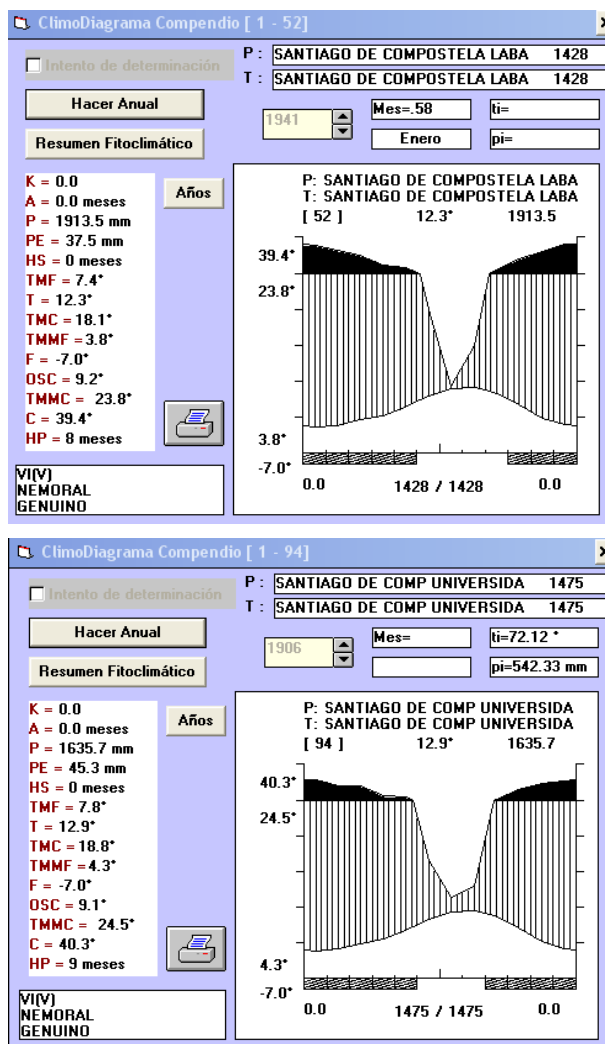 ClimoDiagrama Compendio [ 1 - 52]
Intento de determinación
P : SANTIAGO DE COMPOSTELA LABA 1428
T : SANTIAGO DE COMPOSTELA LABA 1428
Hacer Anual
1941
Mes=.58
ti=
Resumen Fitoclimático
Enero
pi=
K = 0.0
A = 0.0 meses
P = 1913.5 mm
PE = 37.5 mm
HS = 0 meses
TMF = 7.4°
T = 12.3°
TMC = 18.1°
TMMF = 3.8°
F = -7.0°
OSC = 9.2°
TMMC = 23.8°
C = 39.4°
HP = 8 meses
Años
P: SANTIAGO DE COMPOSTELA LABA
T: SANTIAGO DE COMPOSTELA LABA
[ 52 ] 12.3° 1913.5
39.4°
23.8°
3.8°
-7.0°
0.0 1428 / 1428 0.0
VI(V)
NEMORAL
GENUINO
ClimoDiagrama Compendio [ 1 - 94]
Intento de determinación
P : SANTIAGO DE COMP UNIVERSIDA 1475
T : SANTIAGO DE COMP UNIVERSIDA 1475
Hacer Anual
1906
Mes=
ti=72.12 °
Resumen Fitoclimático
pi=542.33 mm
K = 0.0
A = 0.0 meses
P = 1635.7 mm
PE = 45.3 mm
HS = 0 meses
TMF = 7.8°
T = 12.9°
TMC = 18.8°
TMMF = 4.3°
F = -7.0°
OSC = 9.1°
TMMC = 24.5°
C = 40.3°
HP = 9 meses
Años
P: SANTIAGO DE COMP UNIVERSIDA
T: SANTIAGO DE COMP UNIVERSIDA
[ 94 ] 12.9° 1635.7
40.3°
24.5°
4.3°
-7.0°
0.0 1475 / 1475 0.0
VI(V)
NEMORAL
GENUINO